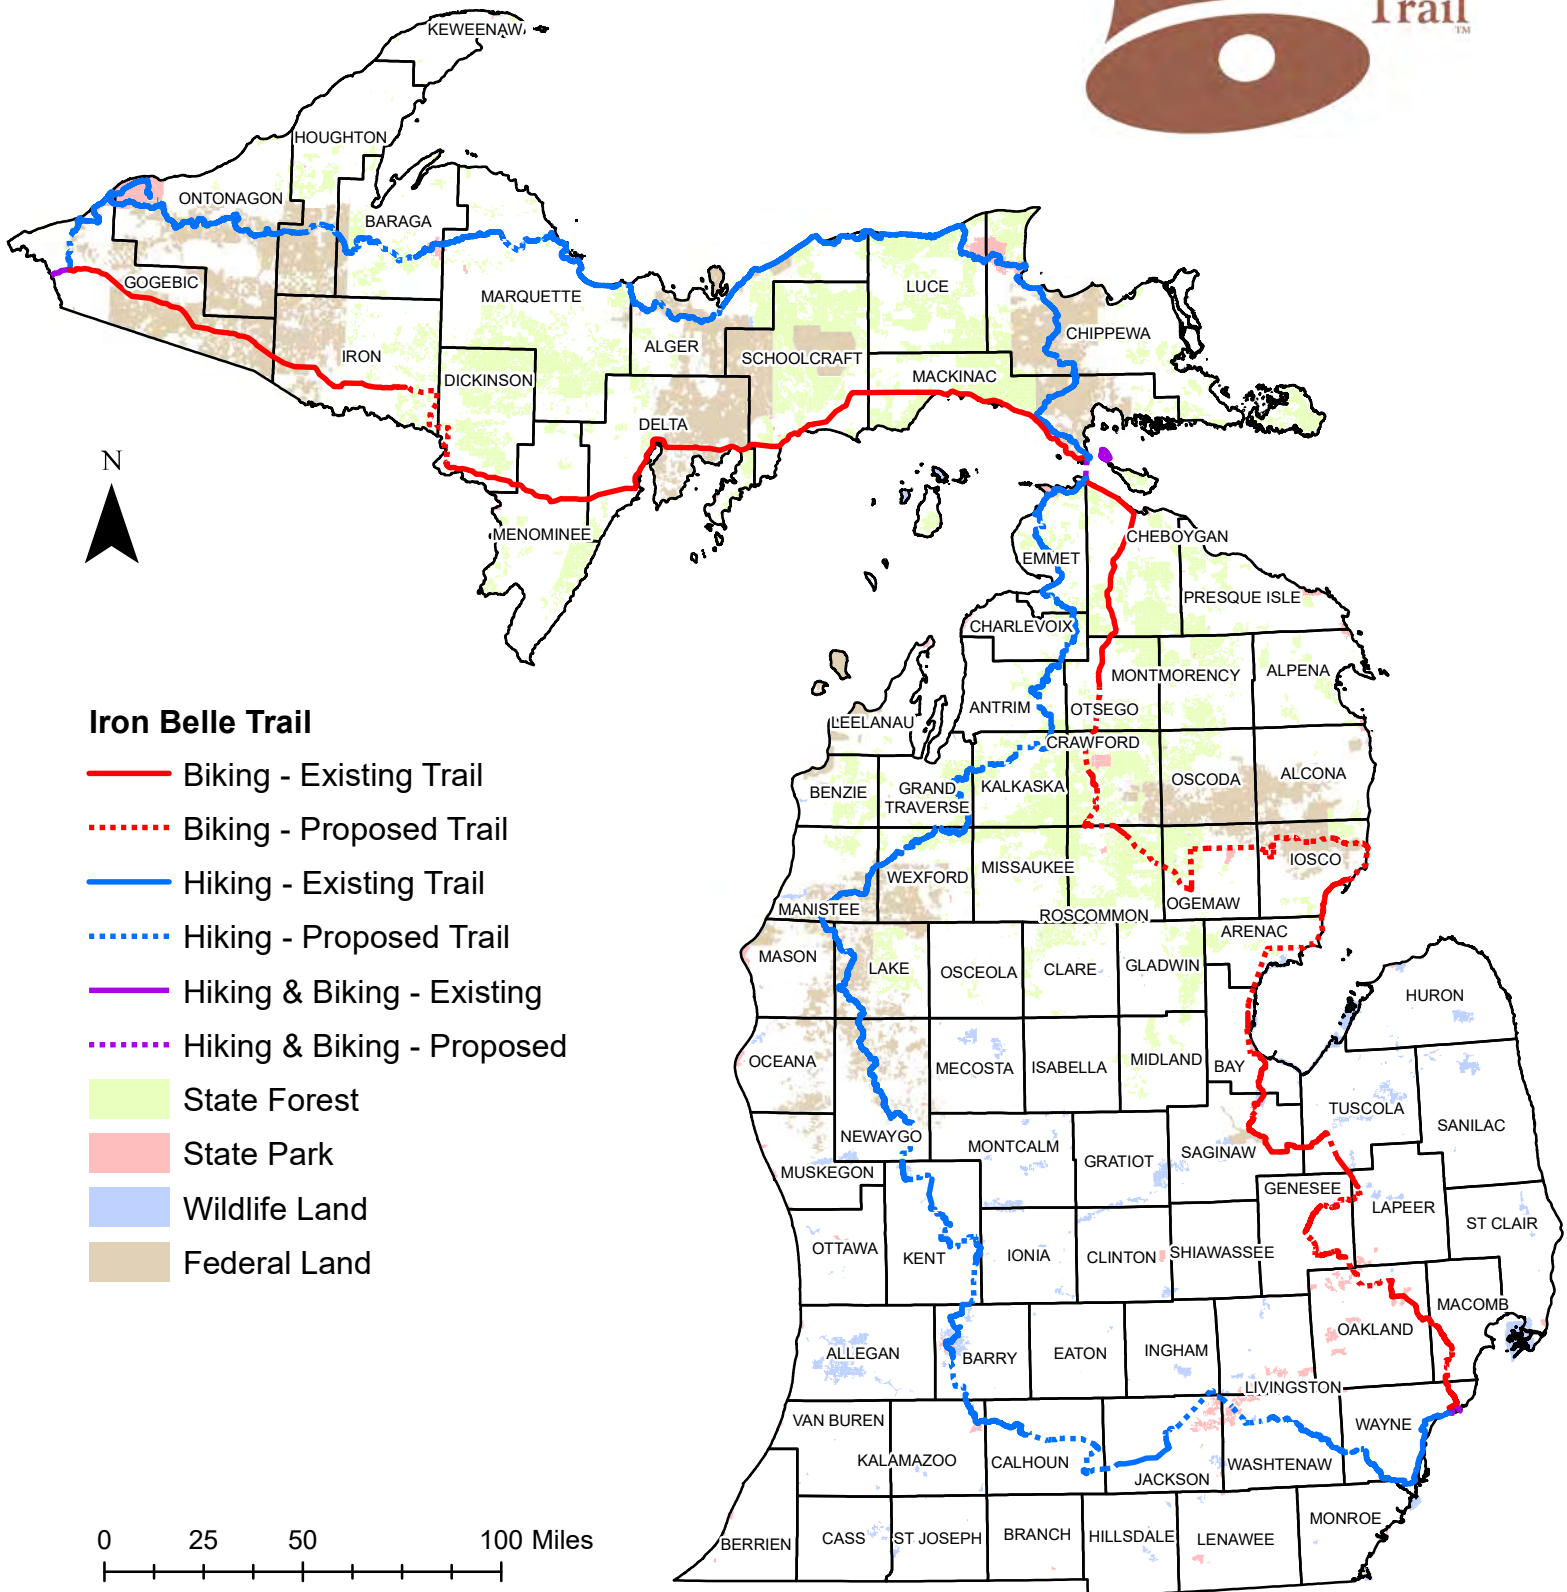 Trail
TM
KEWEENAW
HOUGHTON
ONTONAGON
BARAGA
GOGEBIC
MARQUETTE
LUCE
CHIPPEWA
ALGER
SCHOOLCRAFT
IRON
DICKINSON
MACKINAC
DELTA
N
MENOMINEE
CHEBOYGAN
EMMET
PRESQUE ISLE
CHARLEVOIX
MONTMORENCY
ALPENA
ANTRIM
OTSEGO
LEELANAU
CRAWFORD
BENZIE
GRAND
TRAVERSE
KALKASKA
OSCODA
ALCONA
IOSCO
MISSAUKEE
WEXFORD
MANISTEE
ROSCOMMON
OGEMAW
ARENAC
MASON
LAKE
OSCEOLA
CLARE
GLADWIN
HURON
OCEANA
MECOSTA
ISABELLA
MIDLAND
BAY
TUSCOLA
SANILAC
NEWAYGO
MONTCALM
GRATIOT
SAGINAW
MUSKEGON
GENESEE
LAPEER
ST CLAIR
OTTAWA
KENT
IONIA
CLINTON
SHIAWASSEE
MACOMB
OAKLAND
ALLEGAN
BARRY
EATON
INGHAM
LIVINGSTON
VAN BUREN
WAYNE
KALAMAZOO
CALHOUN
JACKSON
WASHTENAW
MONROE
BERRIEN
CASS
ST JOSEPH
BRANCH
HILLSDALE
LENAWEE
Iron Belle Trail
Biking - Existing Trail
Biking - Proposed Trail
Hiking - Existing Trail
Hiking - Proposed Trail
Hiking & Biking - Existing
Hiking & Biking - Proposed
State Forest
State Park
Wildlife Land
Federal Land
0 25 50 100 Miles